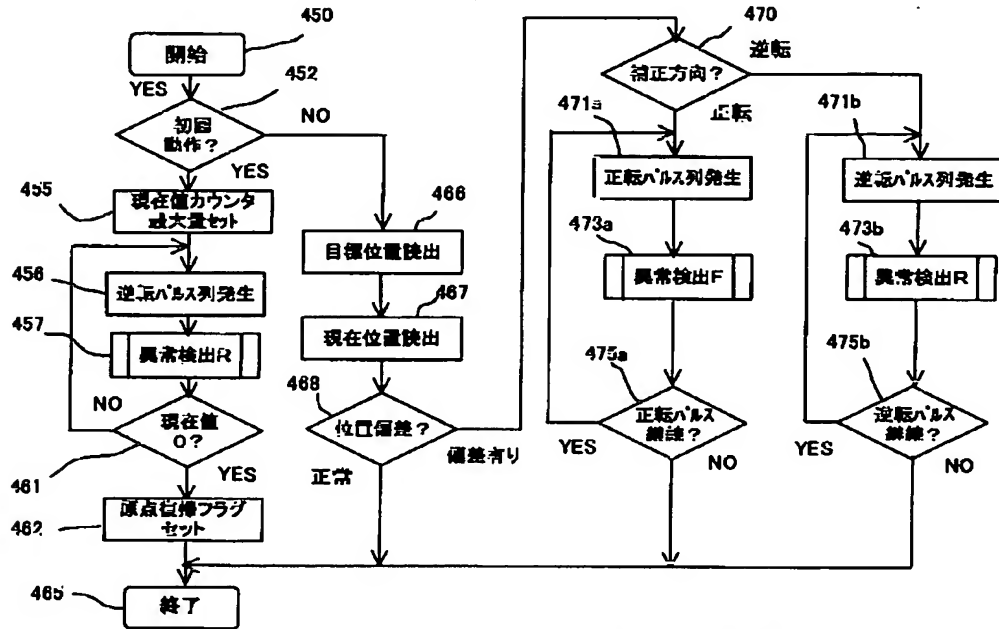 450
開始
YES
452
初回
動作?
NO
YES
455
現在値カウンタ
最大量セット
456
逆転パルス列発生
457
異常検出R
NO
現在値
0?
461
YES
462
原点復帰フラグ
セット
465
終了
466
目標位置読出
467
現在位置読出
468
位置偏差?
偏差有り
正常
470
補正方向?
逆転
正転
471a
正転パルス列発生
473a
異常検出F
475a
正転パルス
継続?
YES
NO
471b
逆転パルス列発生
473b
異常検出R
475b
逆転パルス
継続?
YES
NO